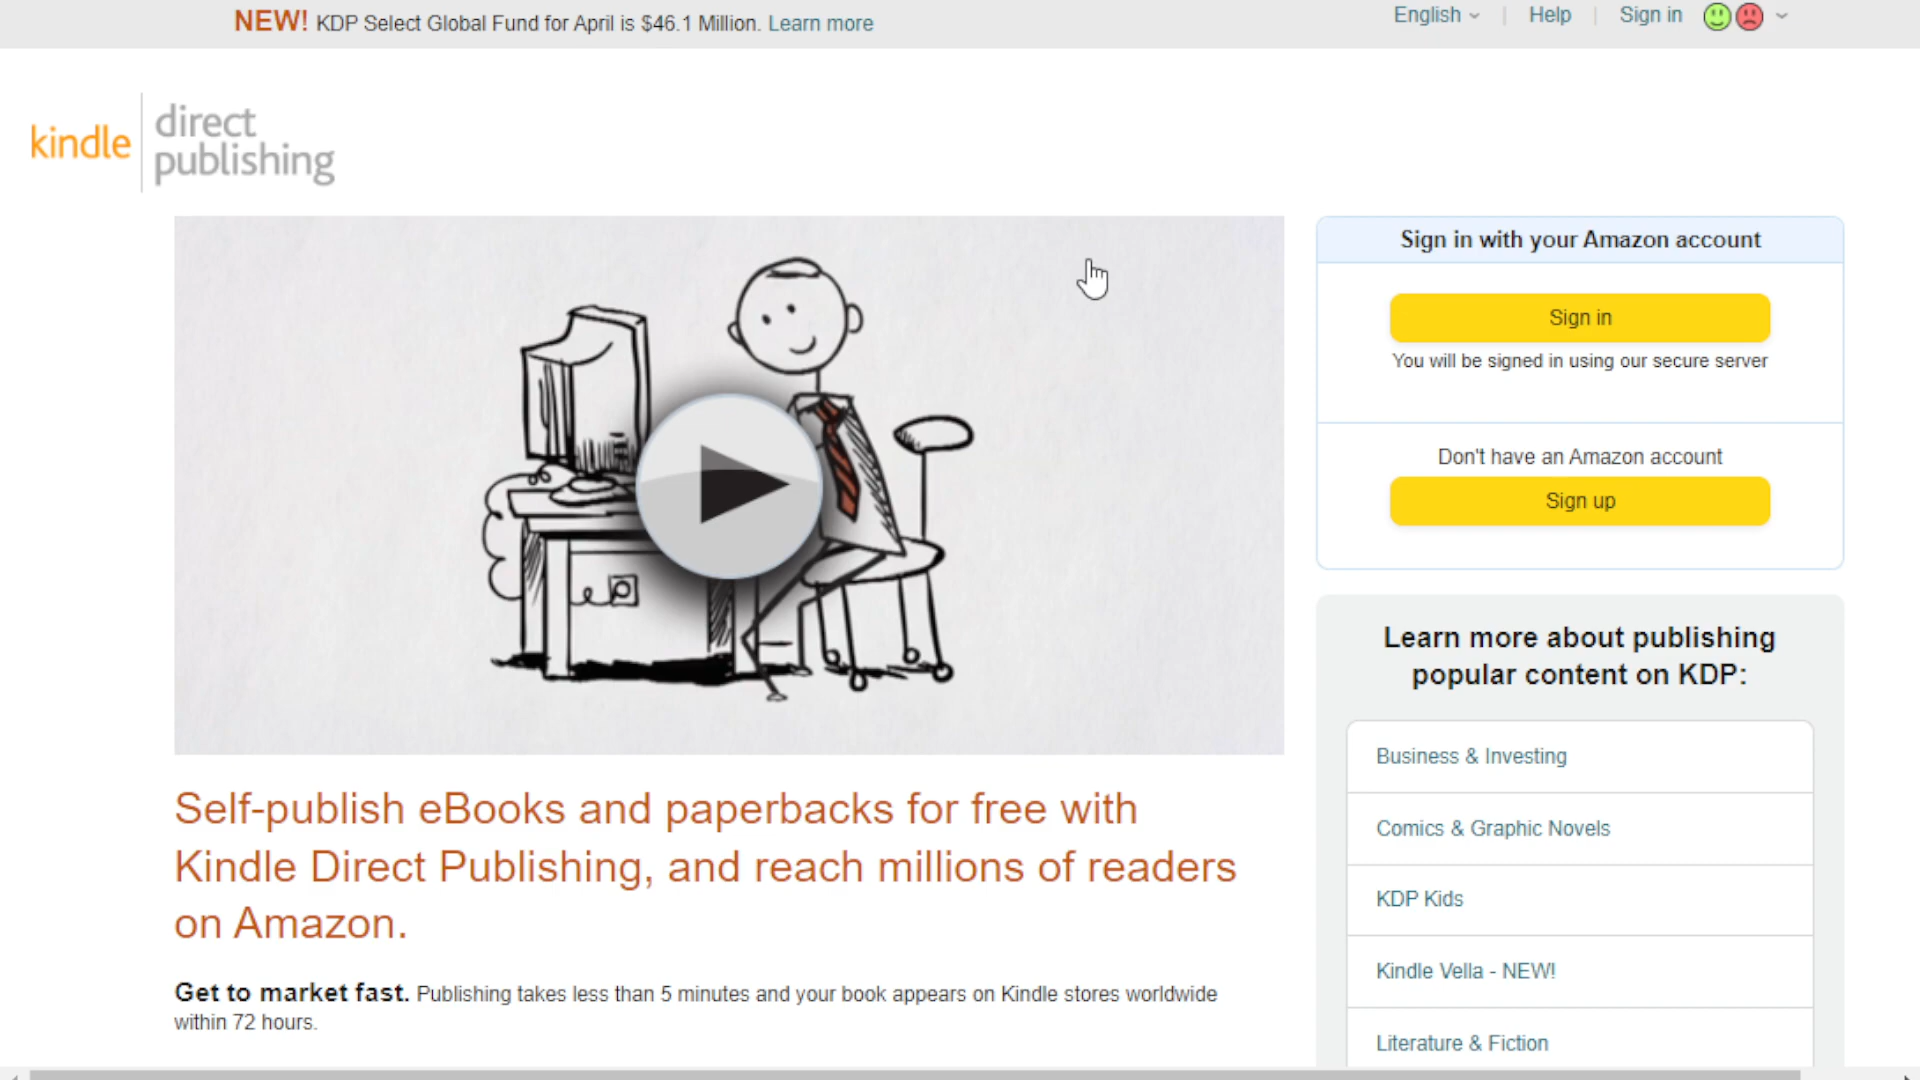 NEW! KDP Select Global Fund for April is $46.1 Million. Learn more
English
Help
Sign in
kindle
direct
publishing
Sign in with your Amazon account
Sign in
You will be signed in using our secure server
Don't have an Amazon account
Sign up
Self-publish eBooks and paperbacks for free with
Kindle Direct Publishing, and reach millions of readers
on Amazon.
Get to market fast. Publishing takes less than 5 minutes and your book appears on Kindle stores worldwide
within 72 hours.
Learn more about publishing
popular content on KDP:
Business & Investing
Comics & Graphic Novels
KDP Kids
Kindle Vella - NEW!
Literature & Fiction